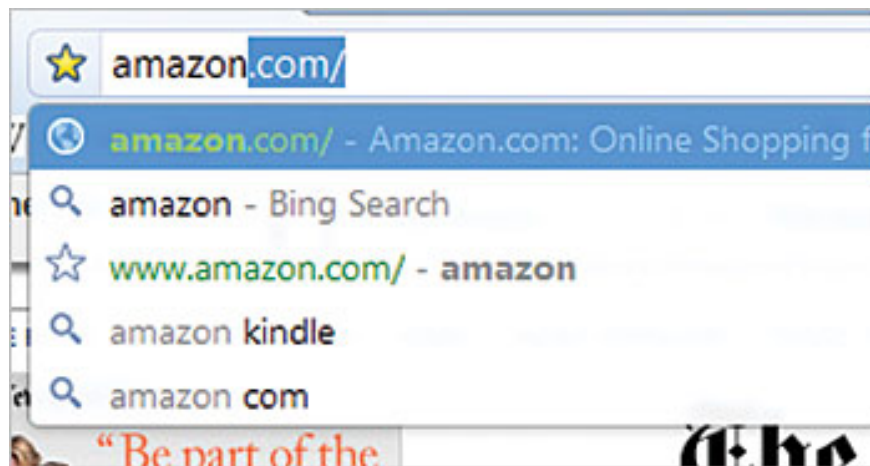 amazon.com/
amazon.com/ - Amazon.com: Online Shopping f
amazon - Bing Search
www.amazon.com/ - amazon
amazon kindle
amazon com
“Be part of the
The